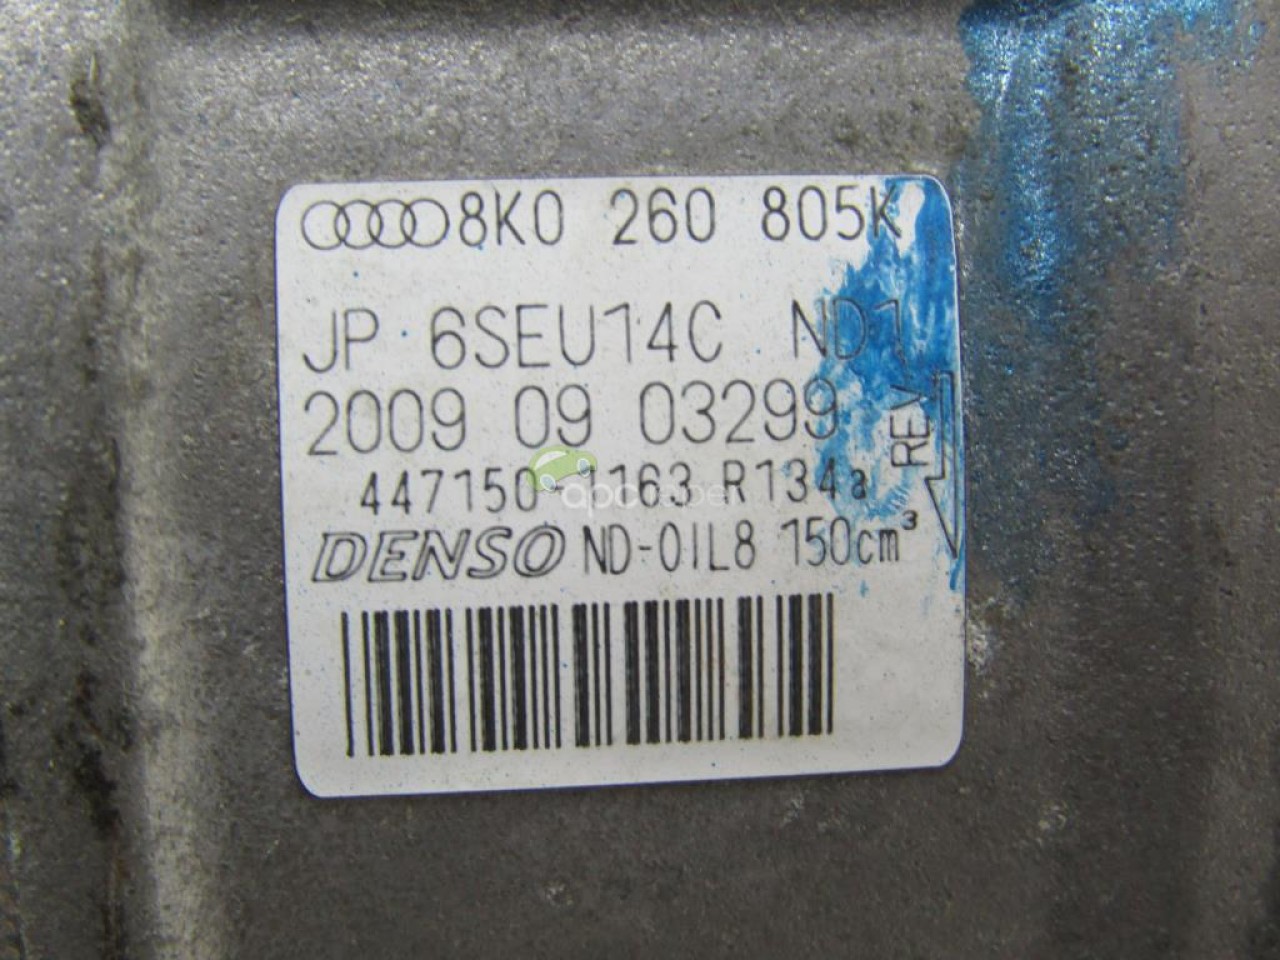 8K0 260 805K
JP 6SEU14C ND1
2009 09 03299
REV
447150-1163 R134a
DENSO ND-OIL8 150cm³